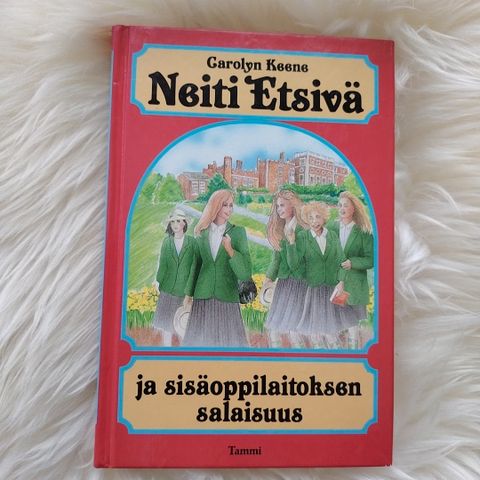 Carolyn Keene
Neiti Etsivä
ja sisäoppilaitoksen
salaisuus
Tammi